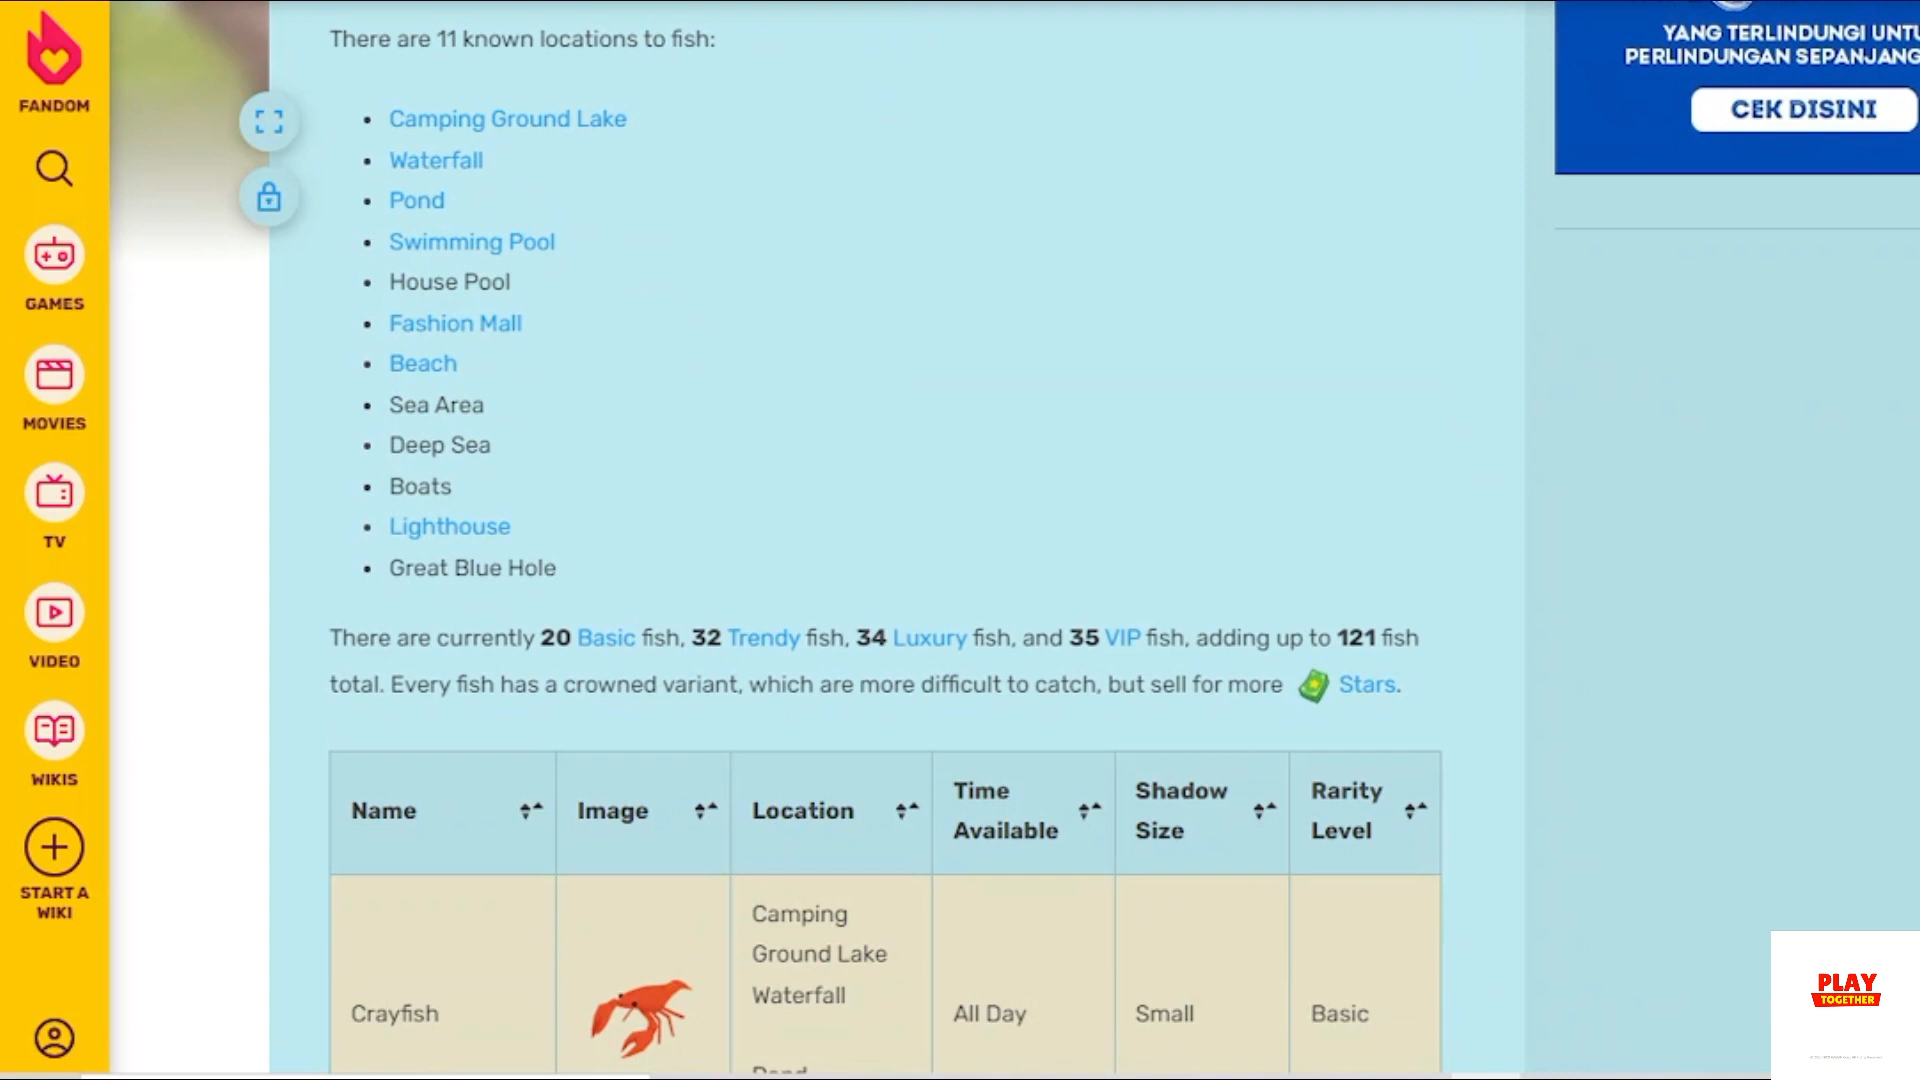 FANDOM
GAMES
MOVIES
TV
VIDEO
WIKIS
START A
WIKI
There are 11 known locations to fish:
Camping Ground Lake
Waterfall
Pond
Swimming Pool
House Pool
Fashion Mall
Beach
Sea Area
Deep Sea
Boats
Lighthouse
Great Blue Hole
There are currently 20 Basic fish, 32 Trendy fish, 34 Luxury fish, and 35 VIP fish, adding up to 121 fish
total. Every fish has a crowned variant, which are more difficult to catch, but sell for more Stars.
Name Image Location Time Available Shadow Size Rarity Level
Crayfish
Camping
Ground Lake
Waterfall
Pond
All Day
Small
Basic
YANG TERLINDUNGI UNTU
PERLINDUNGAN SEPANJANG
CEK DISINI
PLAY
TOGETHER